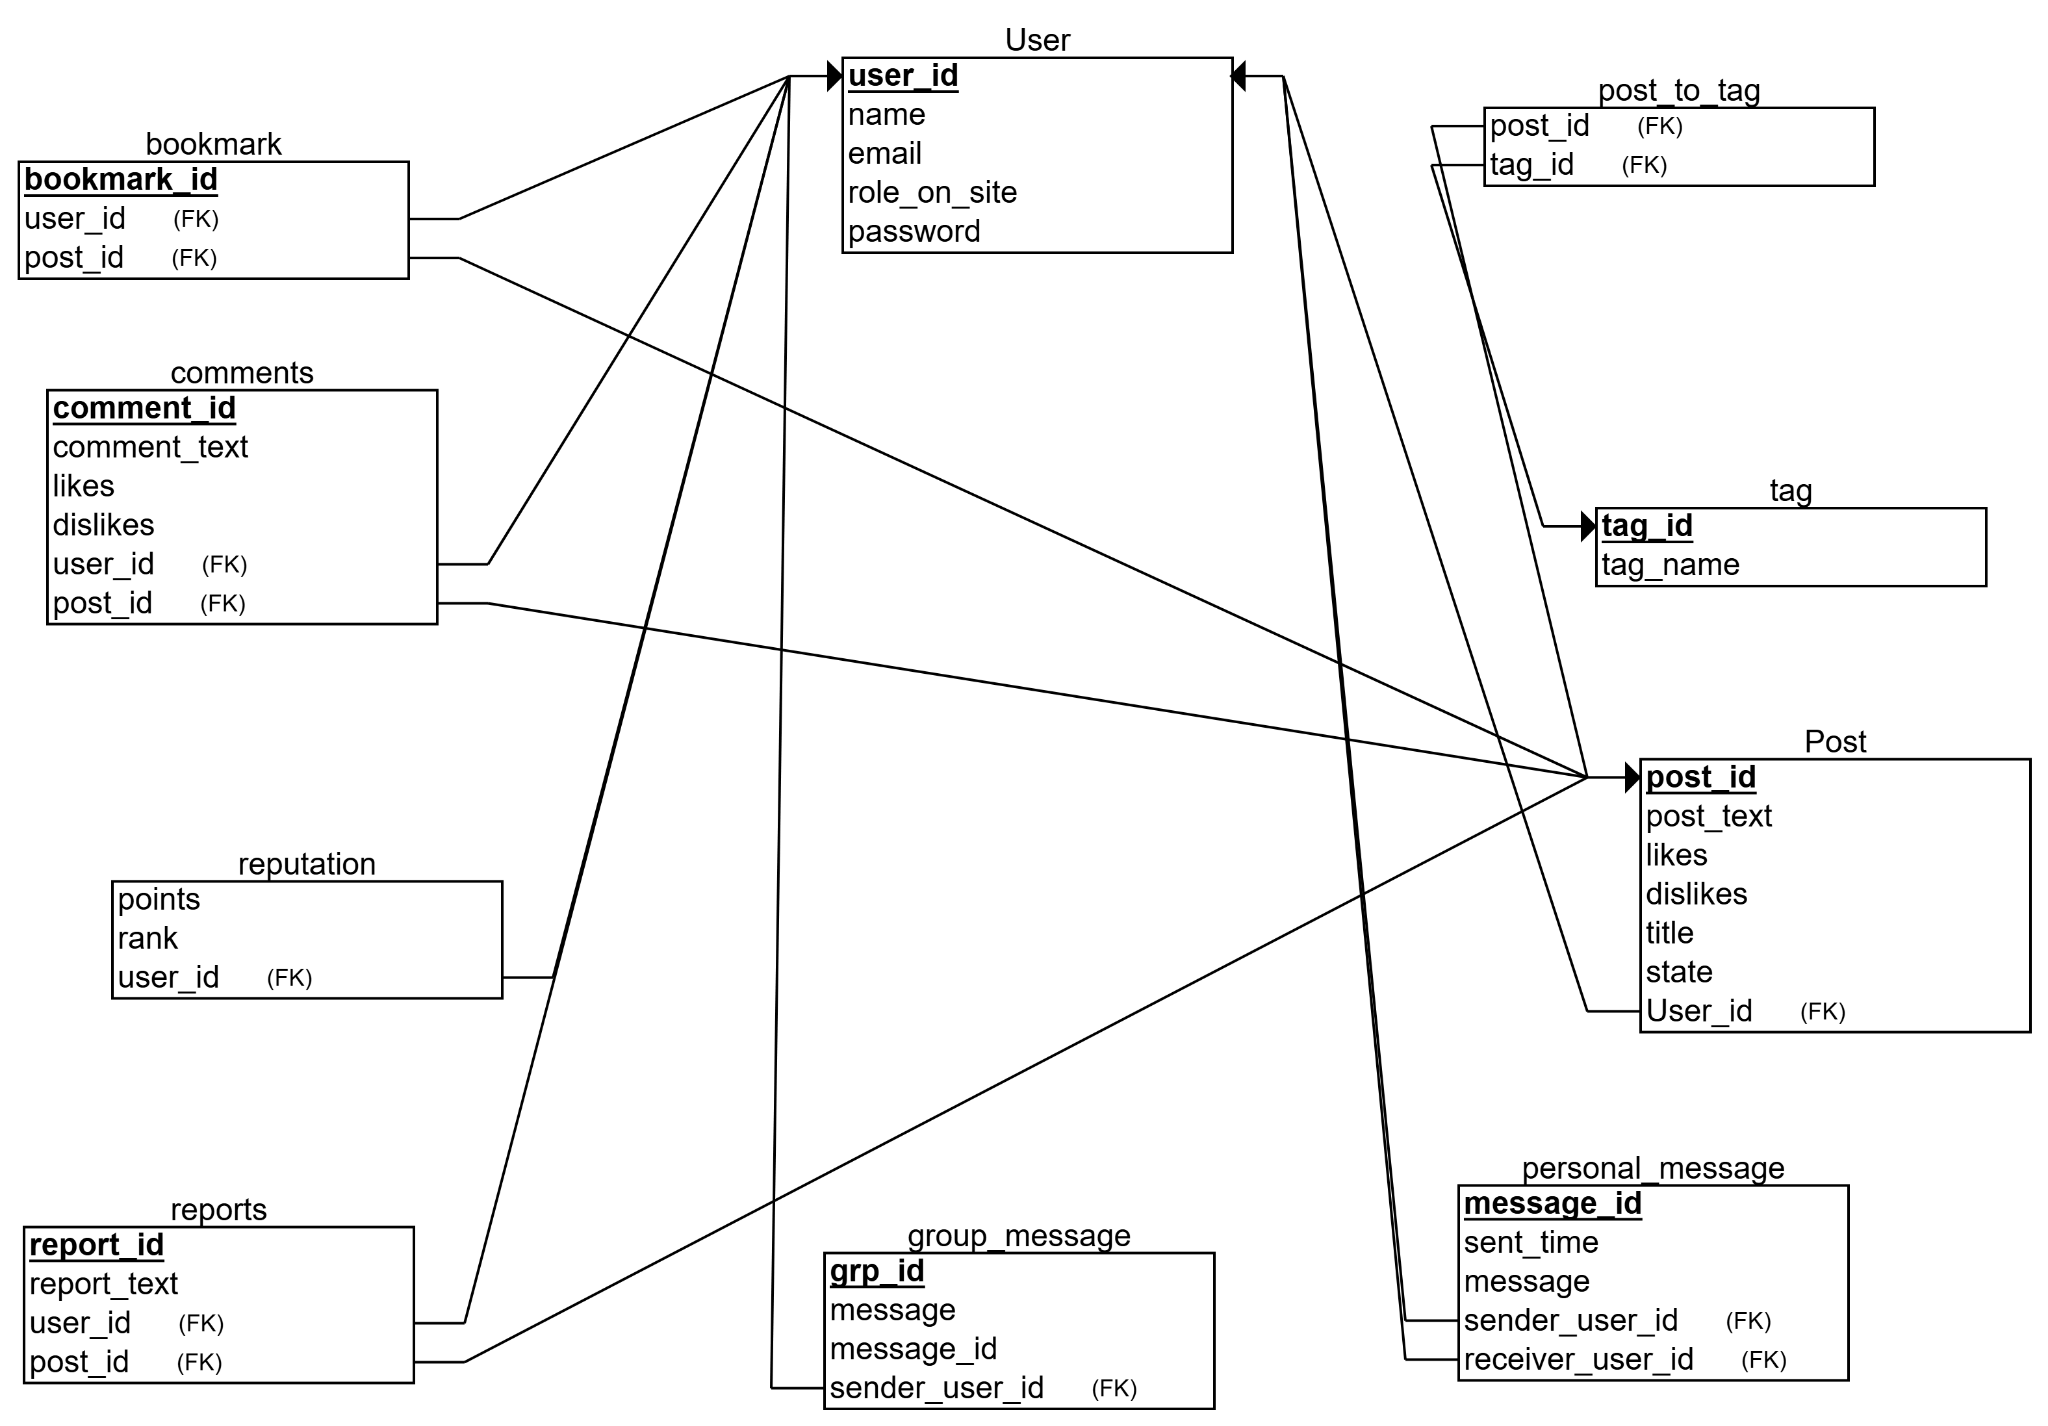 User
user_id
name
email
role_on_site
password
post_to_tag
post_id (FK)
tag_id (FK)
bookmark
bookmark_id
user_id (FK)
post_id (FK)
comments
comment_id
comment_text
likes
dislikes
user_id (FK)
post_id (FK)
tag
tag_id
tag_name
Post
post_id
post_text
likes
dislikes
title
state
User_id (FK)
reputation
points
rank
user_id (FK)
reports
report_id
report_text
user_id (FK)
post_id (FK)
group_message
grp_id
message
message_id
sender_user_id (FK)
personal_message
message_id
sent_time
message
sender_user_id (FK)
receiver_user_id (FK)